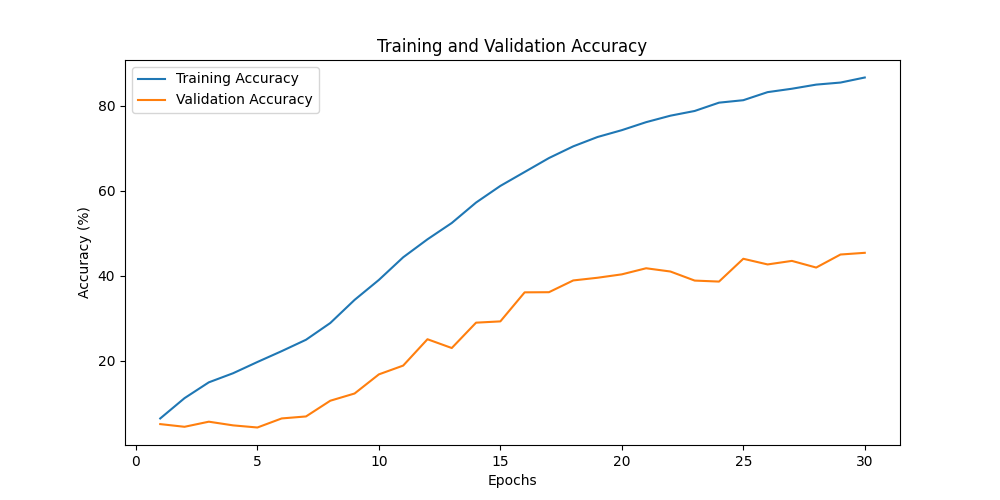 Training and Validation Accuracy
Training Accuracy
Validation Accuracy
Accuracy (%)
80
60
40
20
0 5 10 15 20 25 30
Epochs